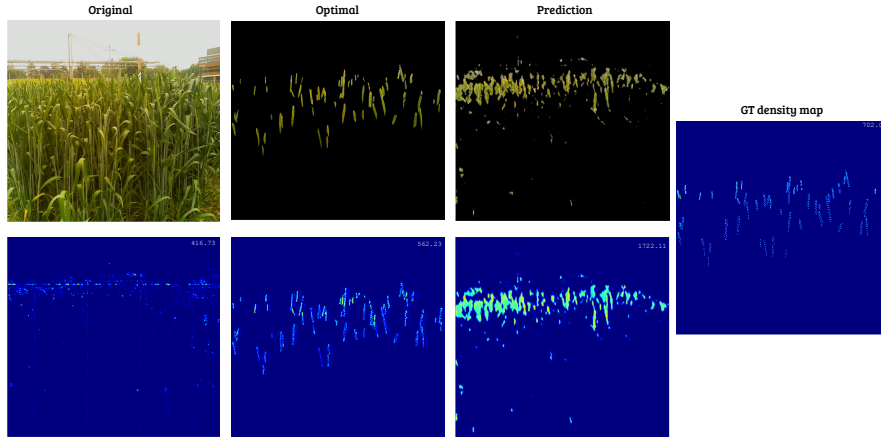 Original
Optimal
Prediction
GT density map
416.73
562.23
1722.11